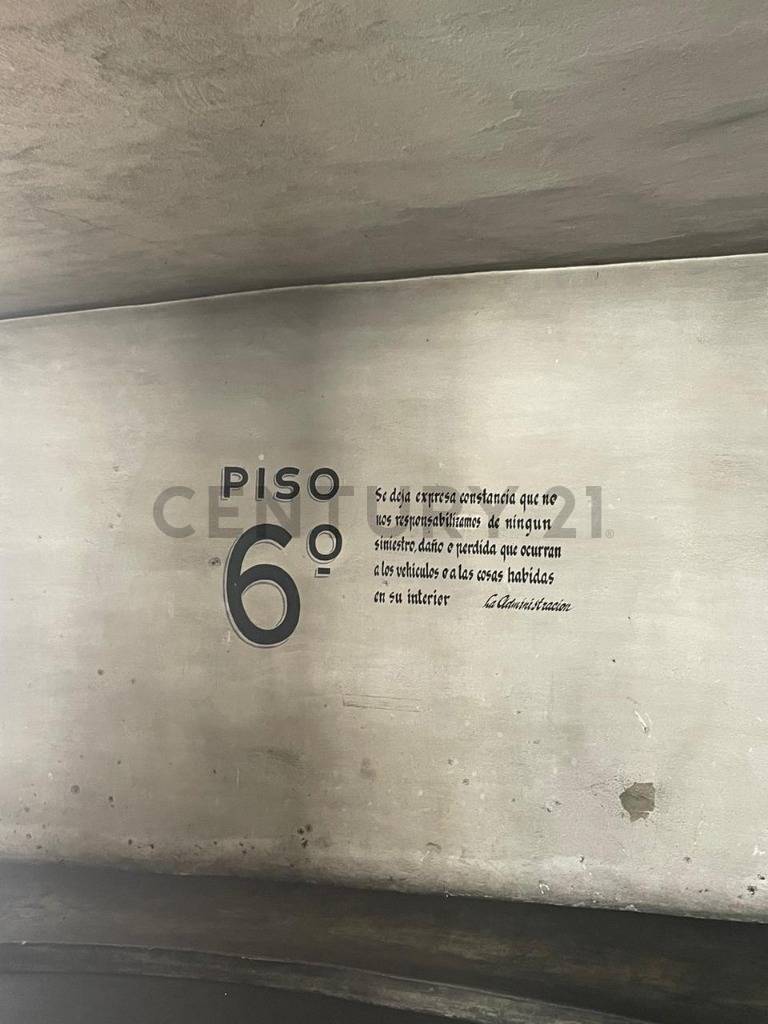 PISO
6º
Se deja expresa constancia que no
nos responsabilizamos de ningun
siniestro, daño o perdida que ocurran
a los vehiculos o a las cosas habidas
en su interior
La Administracion
CENTURY 21®